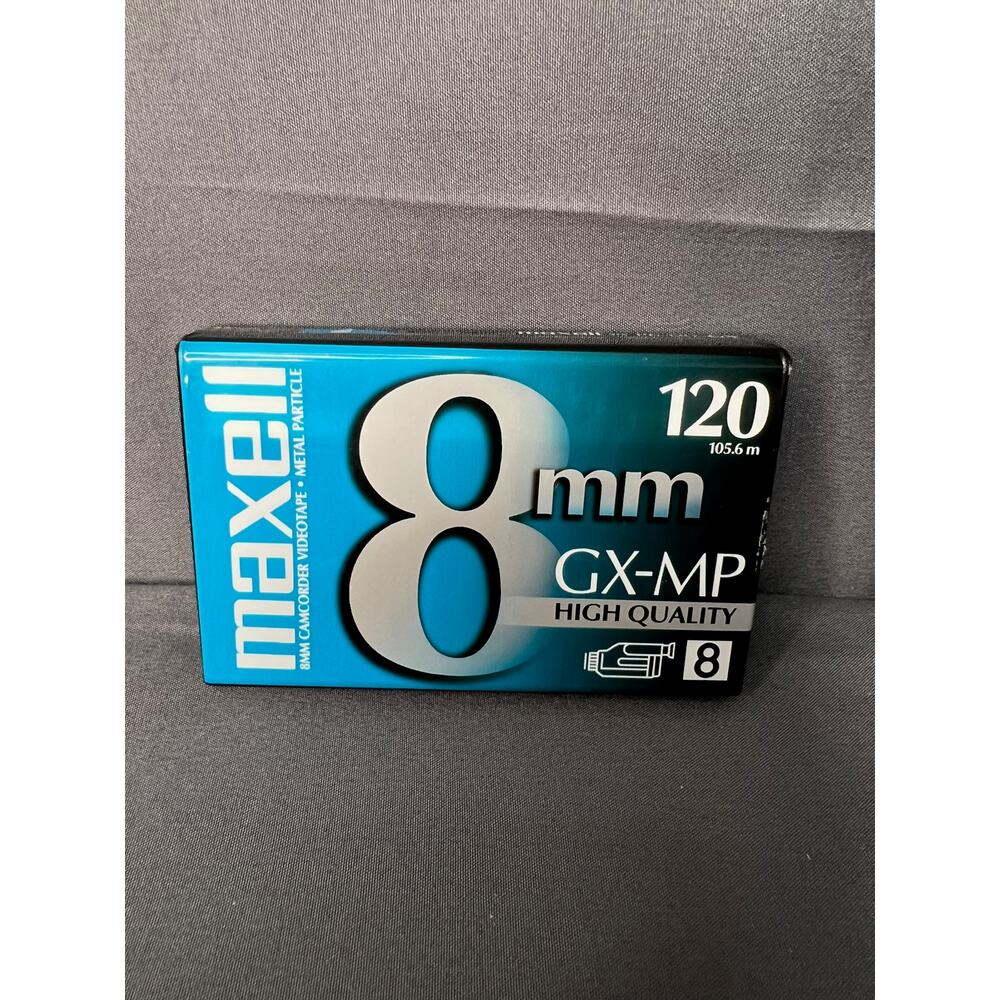 maxell
8MM CAMCORDER VIDEOTAPE • METAL PARTICLE
8
mm
120
105.6 m
GX-MP
HIGH QUALITY
8